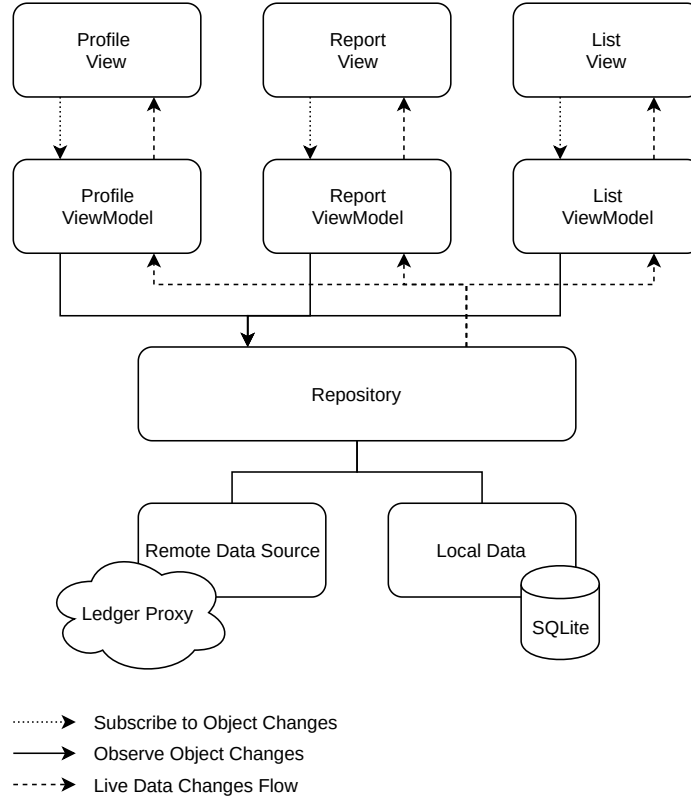 Profile
View
Report
View
List
View
Profile
ViewModel
Report
ViewModel
List
ViewModel
Repository
Remote Data Source
Local Data
Ledger Proxy
SQLite
Subscribe to Object Changes
Observe Object Changes
Live Data Changes Flow